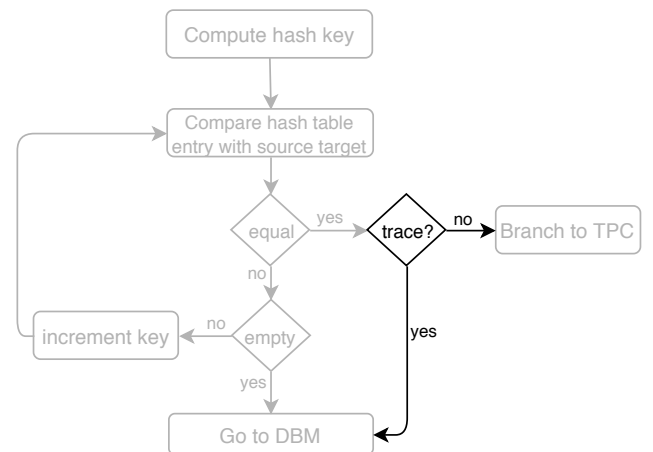 Compute hash key
Compare hash table
entry with source target
equal
yes
trace?
no
Branch to TPC
no
yes
increment key
no
empty
yes
Go to DBM